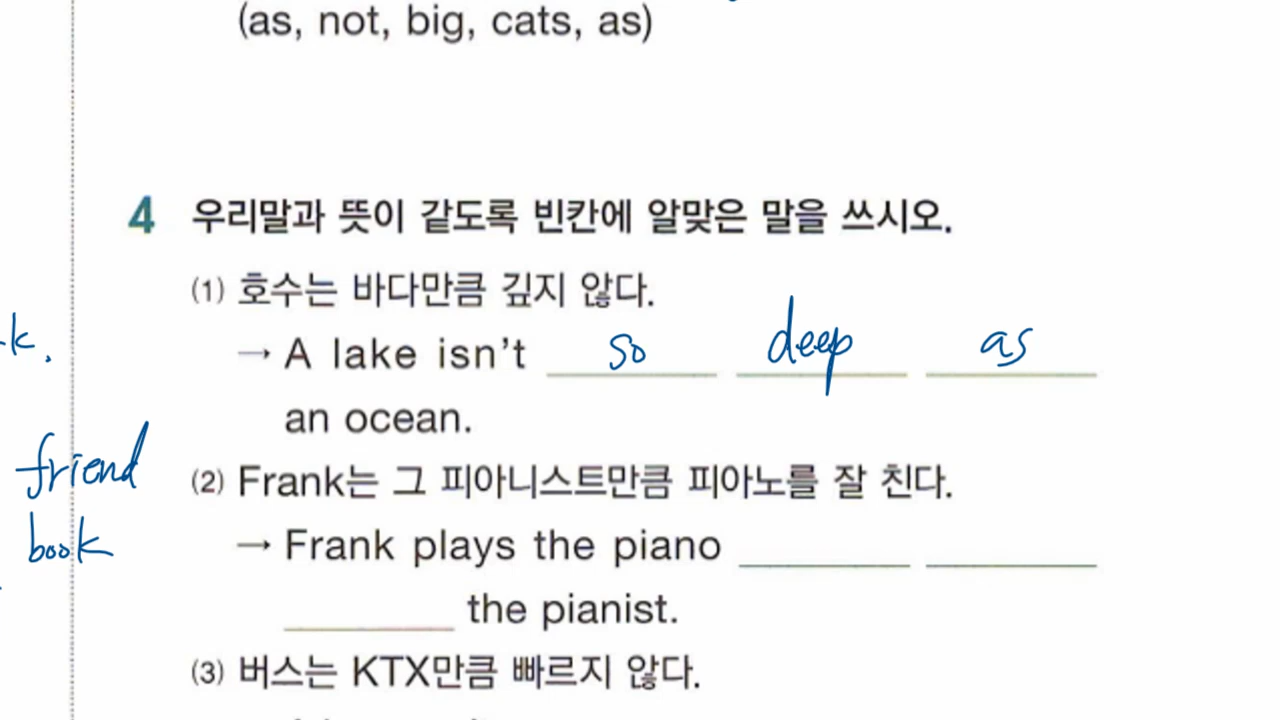 (as, not, big, cats, as)
4 우리말과 뜻이 같도록 빈칸에 알맞은 말을 쓰시오.
(1) 호수는 바다만큼 깊지 않다.
→ A lake isn't so deep as
an ocean.
(2) Frank는 그 피아니스트만큼 피아노를 잘 친다.
→ Frank plays the piano
the pianist.
(3) 버스는 KTX만큼 빠르지 않다.
k.
friend
book